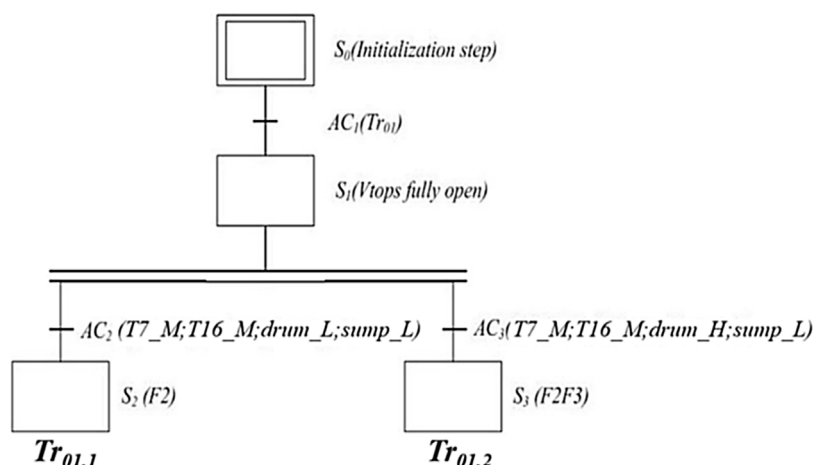 S₀(Initialization step)
AC₁(Tr₀₁)
S₁(Vtops fully open)
AC₂ (T7_M;T16_M;drum_L;sump_L)
AC₃(T7_M;T16_M;drum_H;sump_L)
S₂ (F2)
S₃ (F2F3)
Tr₀₁.₁
Tr₀₁.₂